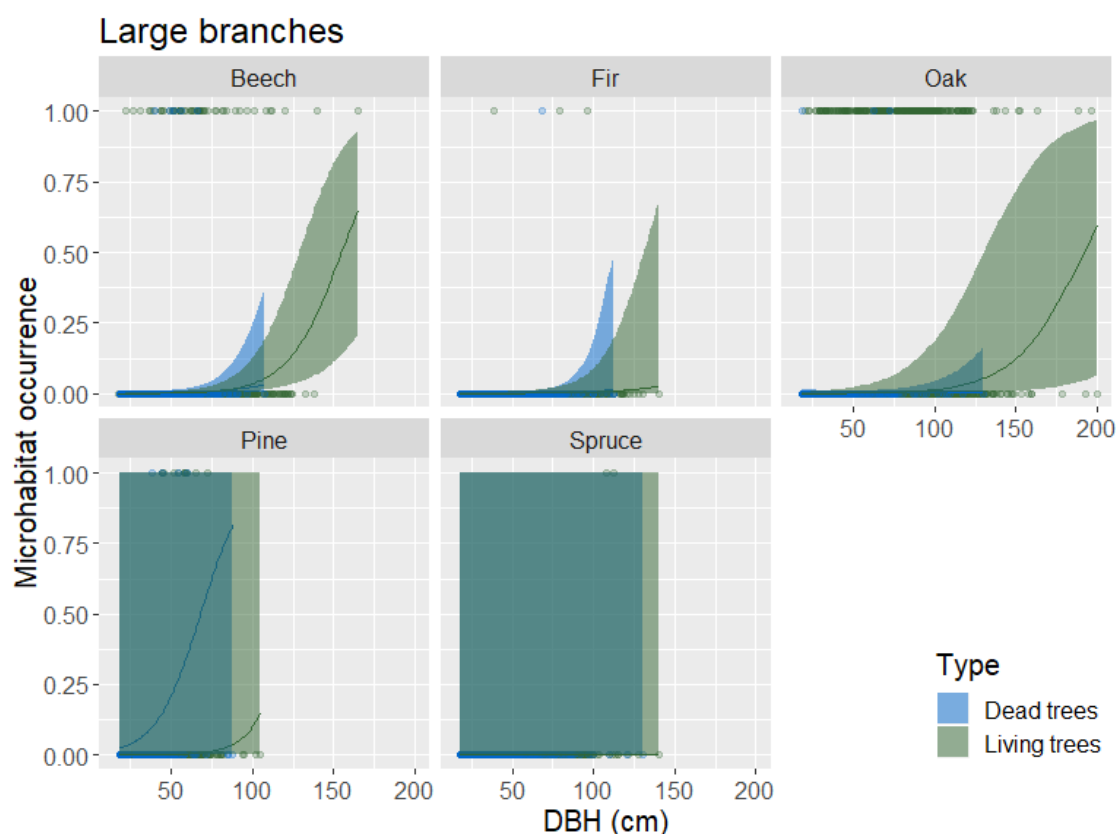 Large branches
Beech Fir Oak
Microhabitat occurrence
1.00
0.75
0.50
0.25
0.00
50 100 150 200
Pine Spruce
1.00
0.75
0.50
0.25
0.00
50 100 150 200 50 100 150 200
DBH (cm)
Type
Dead trees
Living trees